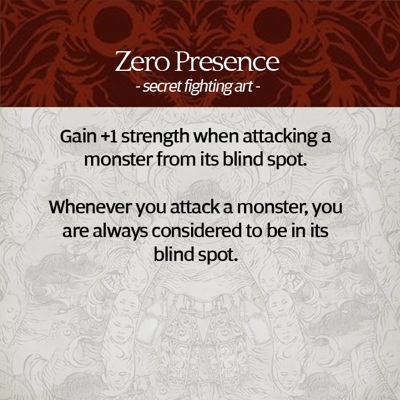 Zero Presence
- secret fighting art -
Gain +1 strength when attacking a
monster from its blind spot.
Whenever you attack a monster, you
are always considered to be in its
blind spot.